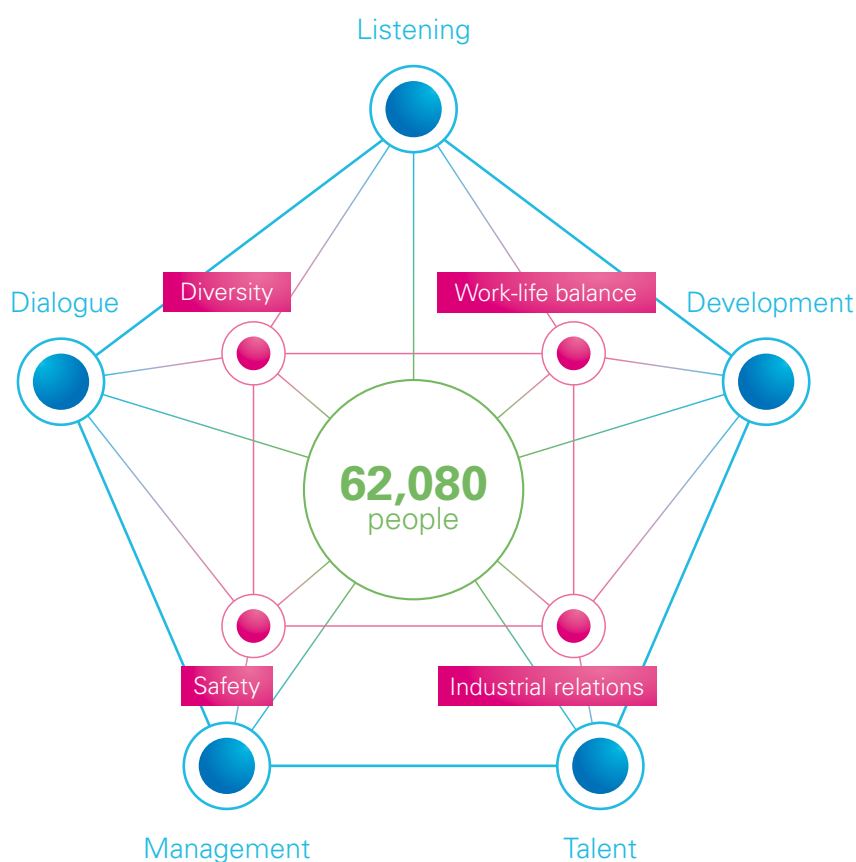 Listening
Diversity
Work-life balance
Dialogue
Development
62,080
people
Safety
Industrial relations
Management
Talent